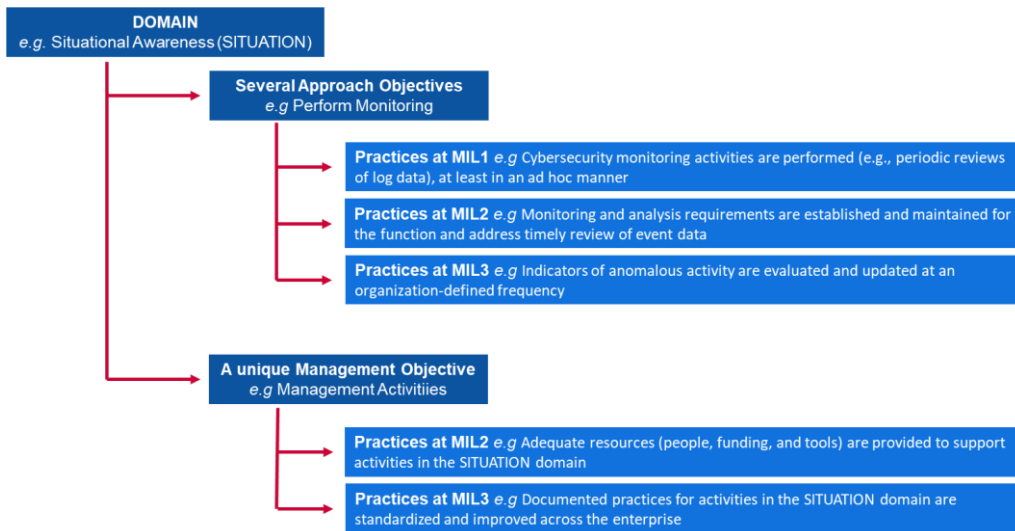 DOMAIN
e.g. Situational Awareness (SITUATION)
Several Approach Objectives
e.g Perform Monitoring
Practices at MIL1 e.g Cybersecurity monitoring activities are performed (e.g., periodic reviews
of log data), at least in an ad hoc manner
Practices at MIL2 e.g Monitoring and analysis requirements are established and maintained for
the function and address timely review of event data
Practices at MIL3 e.g Indicators of anomalous activity are evaluated and updated at an
organization-defined frequency
A unique Management Objective
e.g Management Activitiies
Practices at MIL2 e.g Adequate resources (people, funding, and tools) are provided to support
activities in the SITUATION domain
Practices at MIL3 e.g Documented practices for activities in the SITUATION domain are
standardized and improved across the enterprise